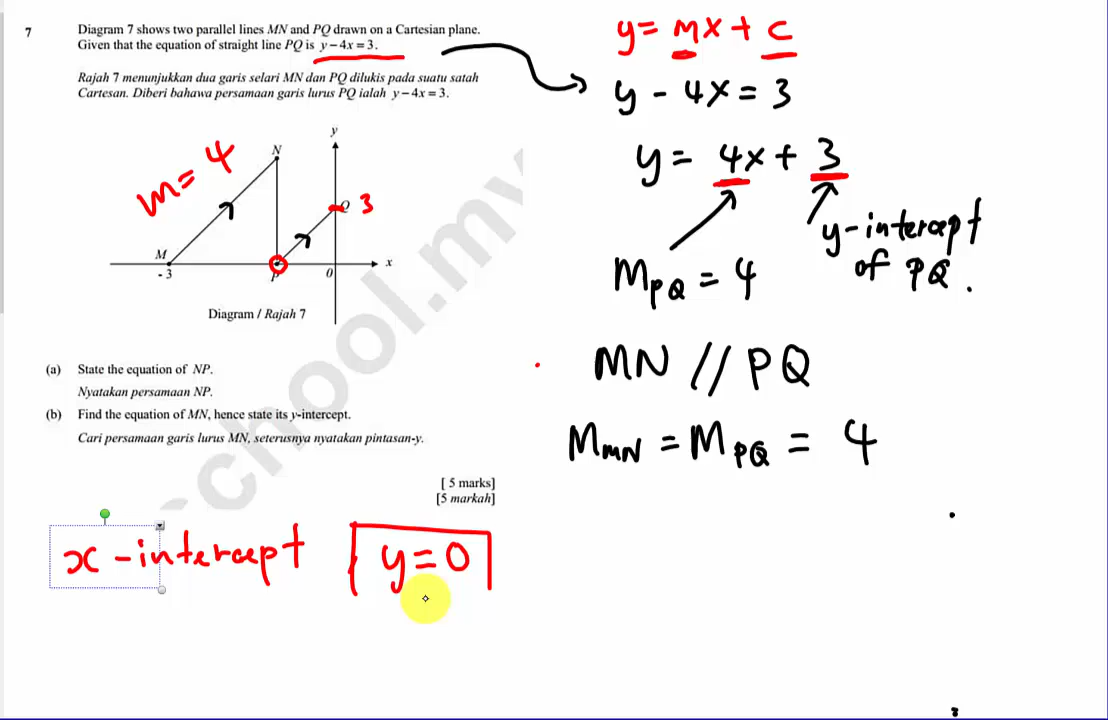 7 Diagram 7 shows two parallel lines MN and PQ drawn on a Cartesian plane.
Given that the equation of straight line PQ is y − 4x = 3.
Rajah 7 menunjukkan dua garis selari MN dan PQ dilukis pada suatu satah
Cartesan. Diberi bahawa persamaan garis lurus PQ ialah y − 4x = 3.
y
N
m = 4
Q 3
M
-3
P
0
x
Diagram / Rajah 7
(a) State the equation of NP.
Nyatakan persamaan NP.
(b) Find the equation of MN, hence state its y-intercept.
Cari persamaan garis lurus MN, seterusnya nyatakan pintasan-y.
[ 5 marks]
[5 markah]
x - intercept y = 0
y = mx + c
y - 4x = 3
y = 4x + 3
y-intercept
of PQ.
mPQ = 4
MN // PQ
mMN = mPQ = 4
chool.my